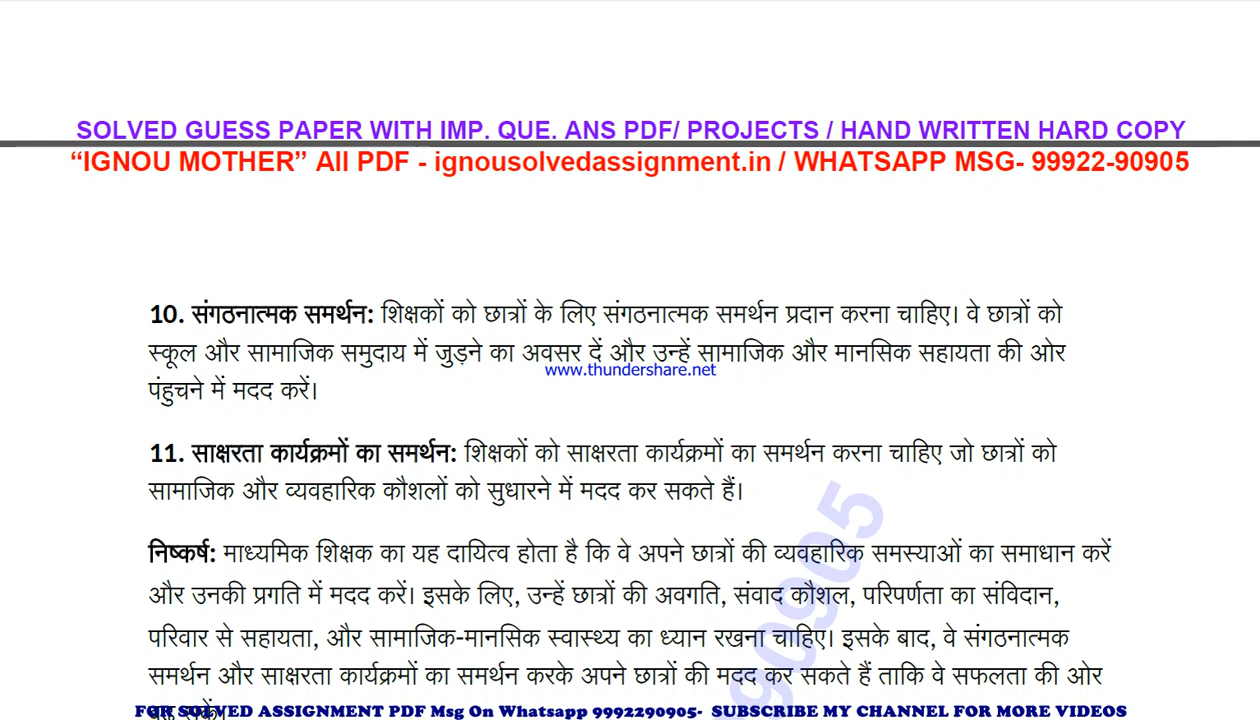 SOLVED GUESS PAPER WITH IMP. QUE. ANS PDF/ PROJECTS / HAND WRITTEN HARD COPY
“IGNOU MOTHER” All PDF - ignousolvedassignment.in / WHATSAPP MSG- 99922-90905
10. संगठनात्मक समर्थन: शिक्षकों को छात्रों के लिए संगठनात्मक समर्थन प्रदान करना चाहिए। वे छात्रों को
स्कूल और सामाजिक समुदाय में जुड़ने का अवसर दें और उन्हें सामाजिक और मानसिक सहायता की ओर
www.thundershare.net
पंहुचने में मदद करें।
11. साक्षरता कार्यक्रमों का समर्थन: शिक्षकों को साक्षरता कार्यक्रमों का समर्थन करना चाहिए जो छात्रों को
सामाजिक और व्यवहारिक कौशलों को सुधारने में मदद कर सकते हैं।
निष्कर्ष: माध्यमिक शिक्षक का यह दायित्व होता है कि वे अपने छात्रों की व्यवहारिक समस्याओं का समाधान करें
और उनकी प्रगति में मदद करें। इसके लिए, उन्हें छात्रों की अवगति, संवाद कौशल, परिपर्णता का संविदान,
परिवार से सहायता, और सामाजिक-मानसिक स्वास्थ्य का ध्यान रखना चाहिए। इसके बाद, वे संगठनात्मक
समर्थन और साक्षरता कार्यक्रमों का समर्थन करके अपने छात्रों की मदद कर सकते हैं ताकि वे सफलता की ओर
FOR SOLVED ASSIGNMENT PDF Msg On Whatsapp 9992290905- SUBSCRIBE MY CHANNEL FOR MORE VIDEOS